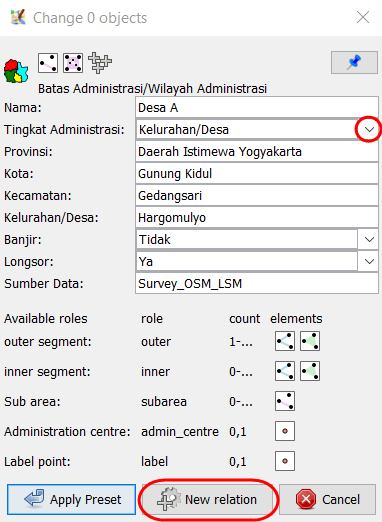 Change 0 objects
Batas Administrasi/Wilayah Administrasi
Nama: Desa A
Tingkat Administrasi: Kelurahan/Desa
Provinsi: Daerah Istimewa Yogyakarta
Kota: Gunung Kidul
Kecamatan: Gedangsari
Kelurahan/Desa: Hargomulyo
Banjir: Tidak
Longsor: Ya
Sumber Data: Survey_OSM_LSM
Available roles role count elements
outer segment: outer 1-...
inner segment: inner 0-...
Sub area: subarea 0-...
Administration centre: admin_centre 0,1
Label point: label 0,1
Apply Preset New relation Cancel